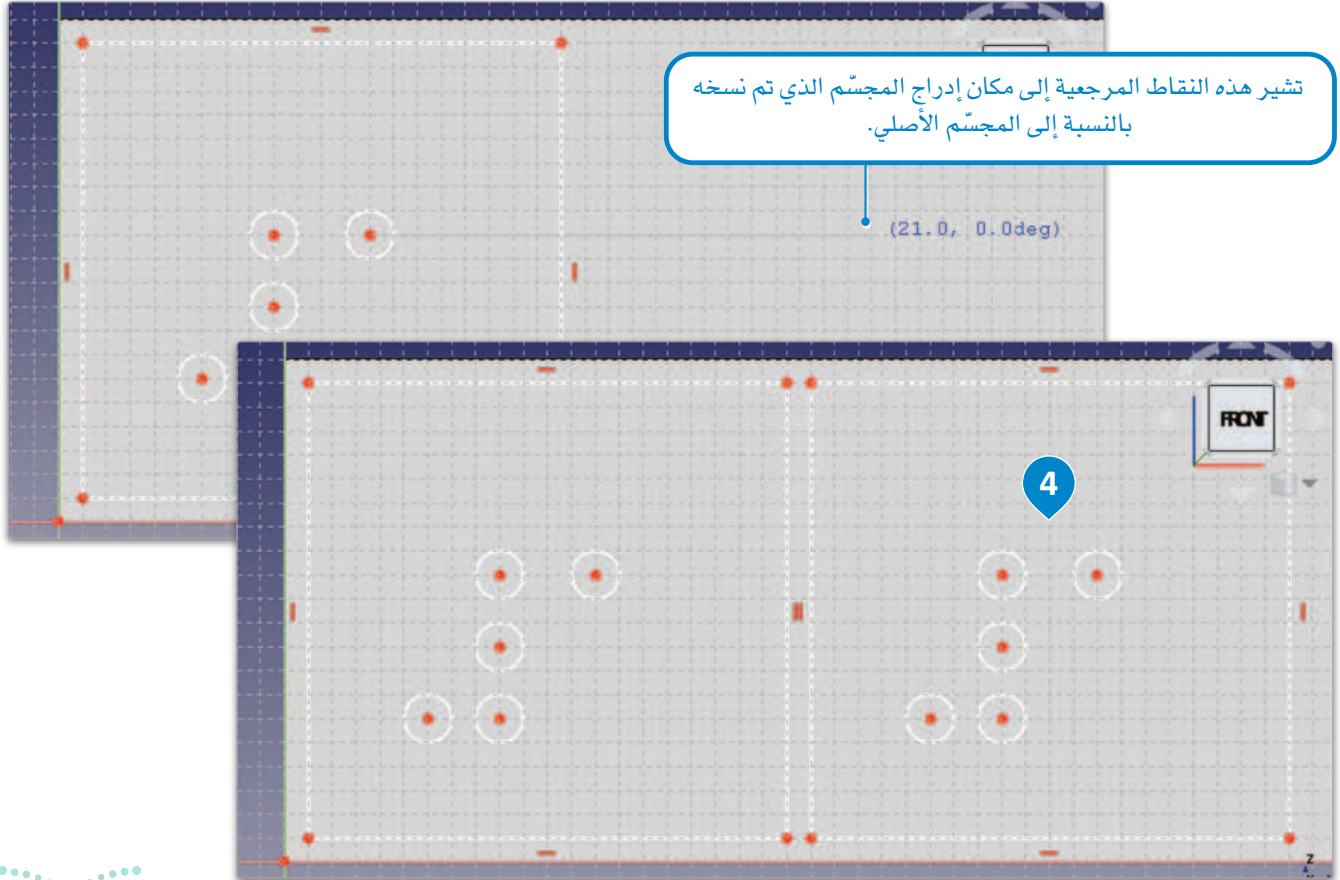 تشير هذه النقاط المرجعية إلى مكان إدراج المجسّم الذي تم نسخه
بالنسبة إلى المجسّم الأصلي.
(21.0, 0.0deg)
FRONT
4
Z